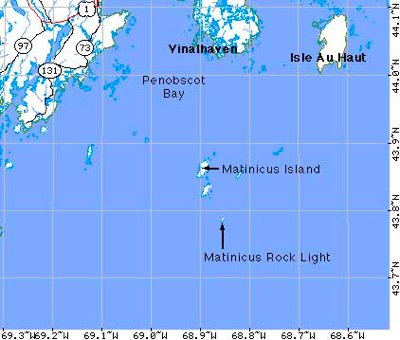 1
97
73
131
Vinalhaven
Isle Au Haut
Penobscot
Bay
Matinicus Island
Matinicus Rock Light
44.1°N
44.0°N
43.9°N
43.8°N
43.7°N
69.3°W 69.2°W 69.1°W 69.0°W 68.9°W 68.8°W 68.7°W 68.6°W